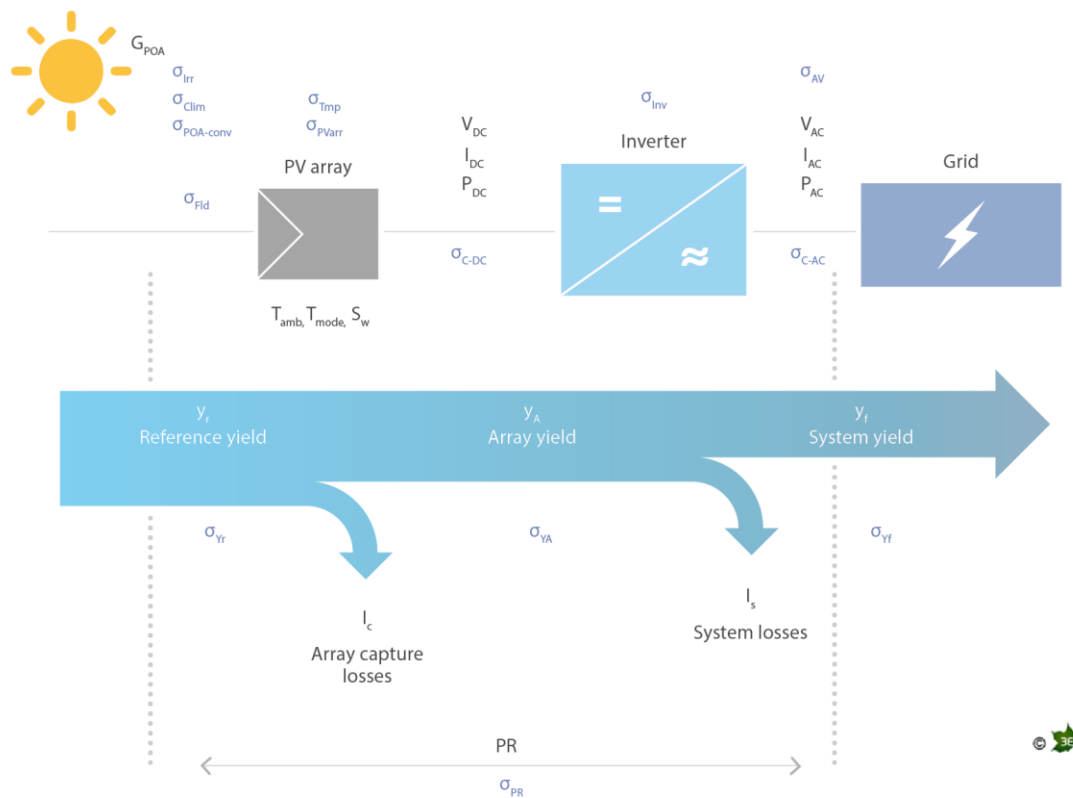 G_POA
σ_Irr
σ_Clim
σ_POA-conv
σ_Fld
σ_Tmp
σ_PVarr
PV array
T_amb, T_mode, S_w
V_DC
I_DC
P_DC
σ_C-DC
σ_Inv
Inverter
=
≈
σ_AV
V_AC
I_AC
P_AC
σ_C-AC
Grid
y_r
Reference yield
y_A
Array yield
y_f
System yield
σ_Yr
σ_YA
σ_Yf
l_c
Array capture
losses
l_s
System losses
PR
σ_PR
© 3E